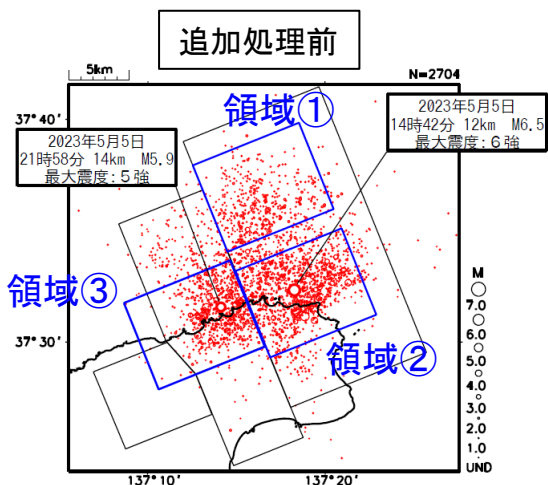 追加処理前
5km
N=2704
領域①
2023年5月5日
14時42分 12km M6.5
最大震度:6強
2023年5月5日
21時58分 14km M5.9
最大震度:5強
37°40′
領域③
37°30′
領域②
M
7.0
6.0
5.0
4.0
3.0
2.0
1.0
UND
137°10′
137°20′